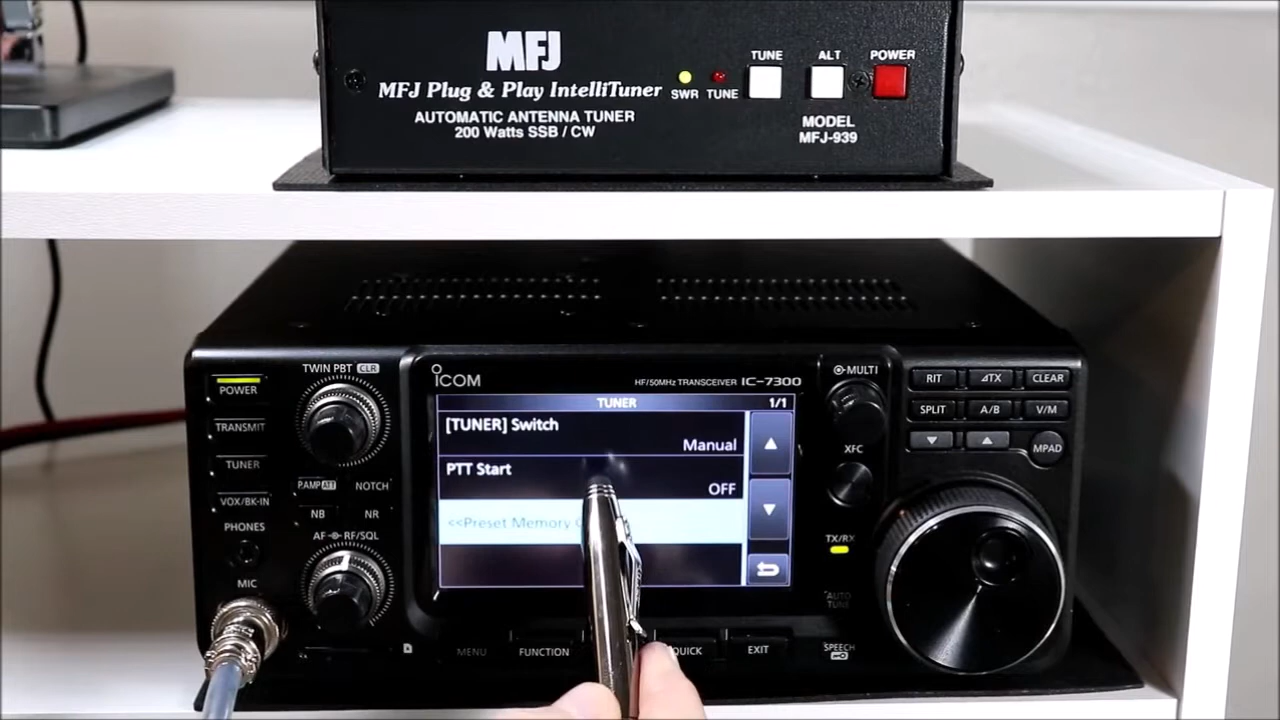 MFJ
MFJ Plug & Play IntelliTuner
AUTOMATIC ANTENNA TUNER
200 Watts SSB / CW
SWR
TUNE
TUNE
ALT
POWER
MODEL
MFJ-939
ICOM
HF/50MHz TRANSCEIVER IC-7300
POWER
TRANSMIT
TUNER
VOX/BK-IN
PHONES
MIC
TWIN PBT CLR
P.AMP ATT
NOTCH
NB
NR
AF RF/SQL
TUNER
1/1
[TUNER] Switch
Manual
PTT Start
OFF
<<Preset Memory
MENU
FUNCTION
QUICK
EXIT
MULTI
XFC
TX/RX
AUTO
TUNE
SPEECH
RIT
⊿TX
CLEAR
SPLIT
A/B
V/M
MPAD